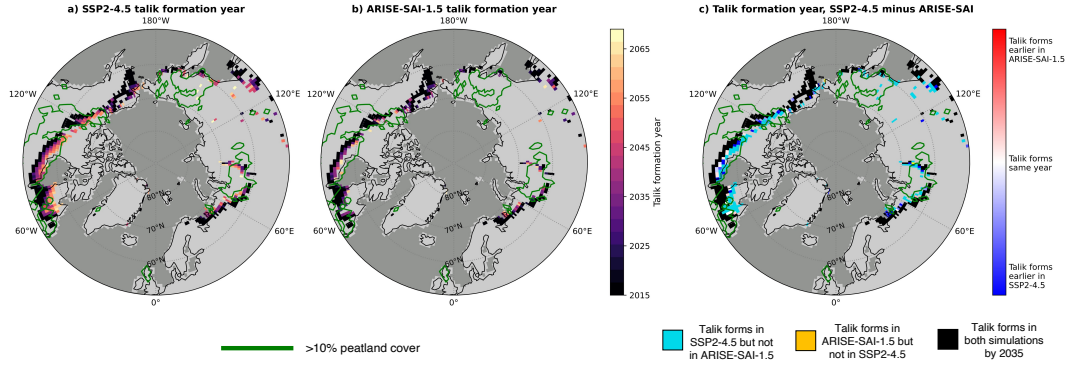 a) SSP2-4.5 talik formation year
b) ARISE-SAI-1.5 talik formation year
c) Talik formation year, SSP2-4.5 minus ARISE-SAI
180°W
120°W
60°W
0°
80°N
70°N
60°N
180°W
120°W
60°W
0°
80°N
70°N
60°N
2065
2055
2045
2035
2025
2015
Talik formation year
180°W
120°W
120°E
60°W
60°E
0°
80°N
70°N
60°N
120°E
60°E
120°E
60°E
Talik forms
earlier in
ARISE-SAI-1.5
Talik forms
same year
Talik forms
earlier in
SSP2-4.5
>10% peatland cover
Talik forms in
SSP2-4.5 but not
in ARISE-SAI-1.5
Talik forms in
ARISE-SAI-1.5 but
not in SSP2-4.5
Talik forms in
both simulations
by 2035